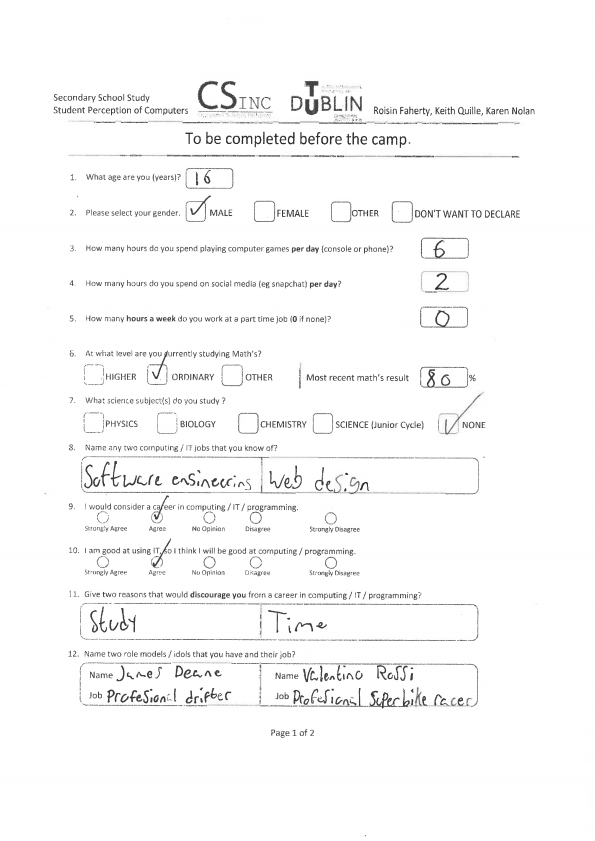 Secondary School Study
Student Perception of Computers
CSINC
TU DUBLIN
Roisin Faherty, Keith Quille, Karen Nolan
To be completed before the camp.
1. What age are you (years)? 16
2. Please select your gender. ✓ MALE FEMALE OTHER DON'T WANT TO DECLARE
3. How many hours do you spend playing computer games per day (console or phone)? 6
4. How many hours do you spend on social media (eg snapchat) per day? 2
5. How many hours a week do you work at a part time job (0 if none)? 0
6. At what level are you currently studying Math's?
HIGHER ✓ ORDINARY OTHER Most recent math's result 80 %
7. What science subject(s) do you study ?
PHYSICS BIOLOGY CHEMISTRY SCIENCE (Junior Cycle) ✓ NONE
8. Name any two computing / IT jobs that you know of?
Software engineering Web design
9. I would consider a career in computing / IT / programming.
Strongly Agree ✓ Agree No Opinion Disagree Strongly Disagree
10. I am good at using IT, so I think I will be good at computing / programming.
Strongly Agree ✓ Agree No Opinion Disagree Strongly Disagree
11. Give two reasons that would discourage you from a career in computing / IT / programming?
Study Time
12. Name two role models / idols that you have and their job?
Name James Deane Name Valentino Rossi
Job Profesional drifter Job Profesional Superbike racer
Page 1 of 2